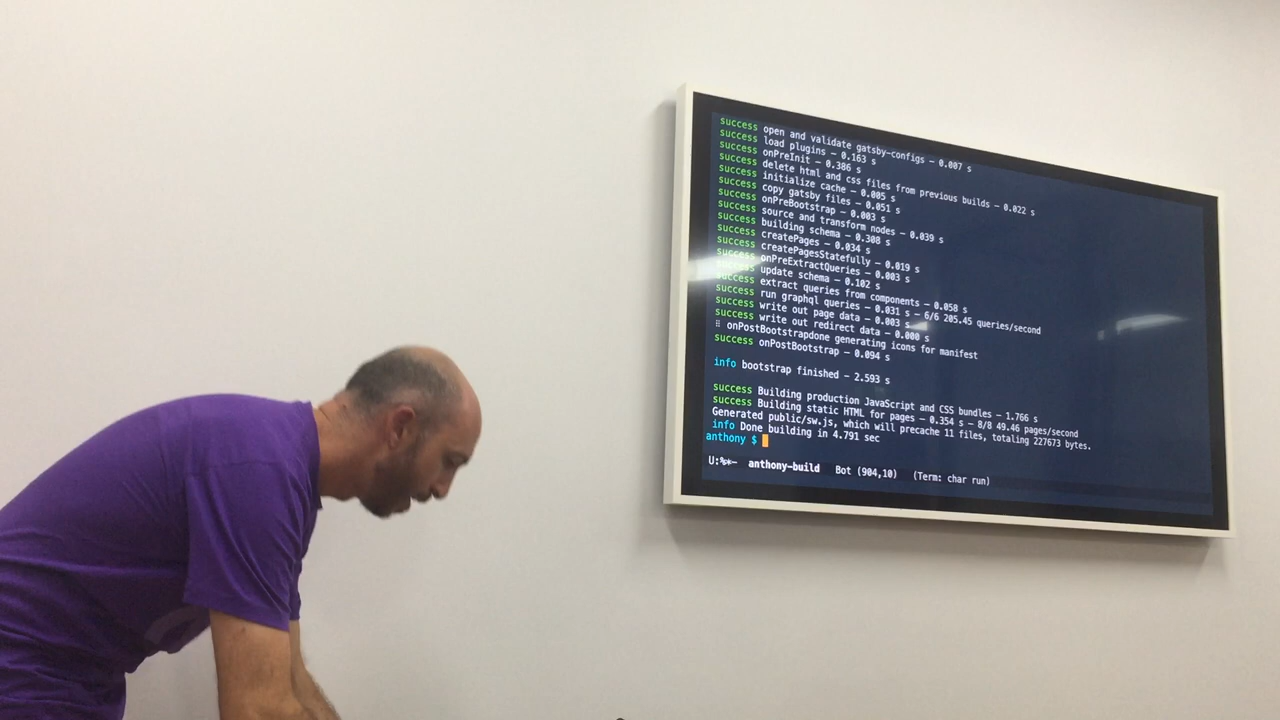 success open and validate gatsby-configs — 0.007 s
success load plugins — 0.163 s
success onPreInit — 0.386 s
success delete html and css files from previous builds — 0.022 s
success initialize cache — 0.005 s
success copy gatsby files — 0.051 s
success onPreBootstrap — 0.003 s
success source and transform nodes — 0.039 s
success building schema — 0.308 s
success createPages — 0.034 s
success createPagesStatefully — 0.019 s
success onPreExtractQueries — 0.003 s
success update schema — 0.102 s
success extract queries from components — 0.058 s
success run graphql queries — 0.031 s — 6/6 205.45 queries/second
success write out page data — 0.003 s
success write out redirect data — 0.000 s
⠿ onPostBootstrapdone generating icons for manifest
success onPostBootstrap — 0.094 s
info bootstrap finished — 2.593 s
success Building production JavaScript and CSS bundles — 1.766 s
success Building static HTML for pages — 0.354 s — 8/8 49.46 pages/second
Generated public/sw.js, which will precache 11 files, totaling 227673 bytes.
info Done building in 4.791 sec
anthony $
U:%*- anthony-build Bot (904,10) (Term: char run)